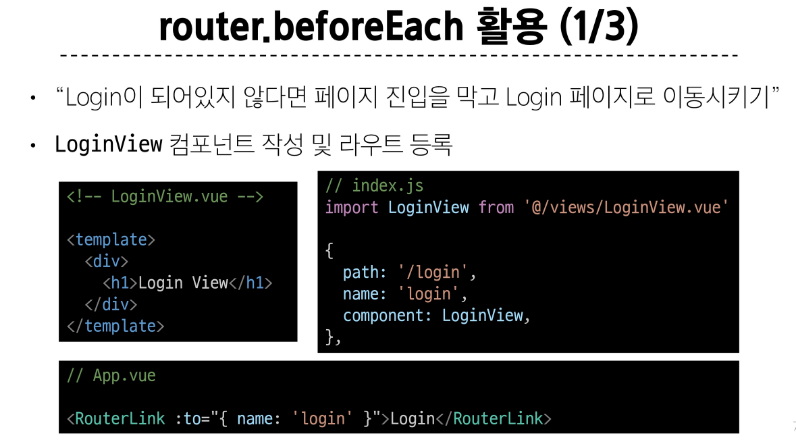 router.beforeEach 활용 (1/3)
• “Login이 되어있지 않다면 페이지 진입을 막고 Login 페이지로 이동시키기”
• LoginView 컴포넌트 작성 및 라우트 등록
<!-- LoginView.vue -->
<template>
  <div>
    <h1>Login View</h1>
  </div>
</template>
// index.js
import LoginView from '@/views/LoginView.vue'
{
  path: '/login',
  name: 'login',
  component: LoginView,
},
// App.vue
<RouterLink :to="{ name: 'login' }">Login</RouterLink>